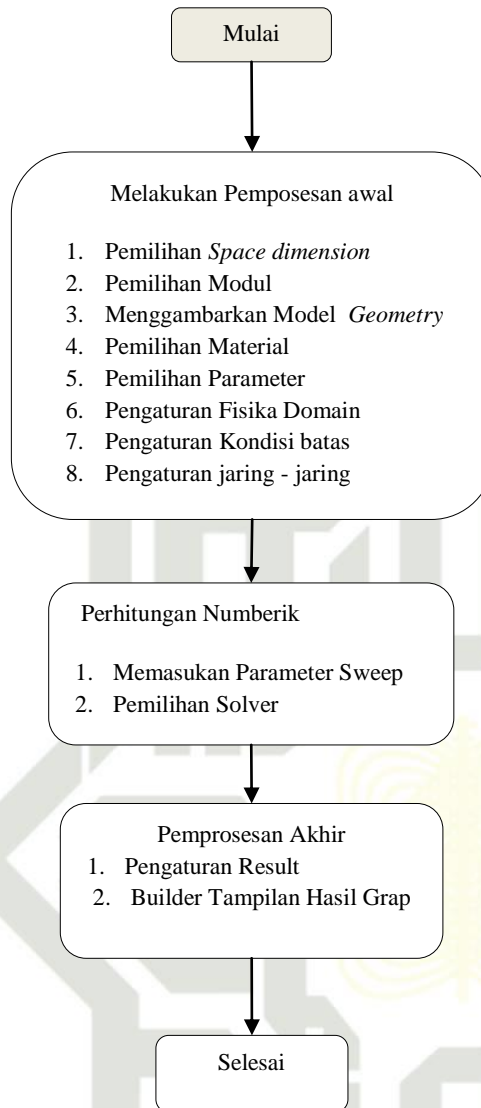 Mulai
Melakukan Pemposesan awal
1. Pemilihan Space dimension
2. Pemilihan Modul
3. Menggambarkan Model Geometry
4. Pemilihan Material
5. Pemilihan Parameter
6. Pengaturan Fisika Domain
7. Pengaturan Kondisi batas
8. Pengaturan jaring - jaring
Perhitungan Numberik
1. Memasukan Parameter Sweep
2. Pemilihan Solver
Pemprosesan Akhir
1. Pengaturan Result
2. Builder Tampilan Hasil Grap
Selesai